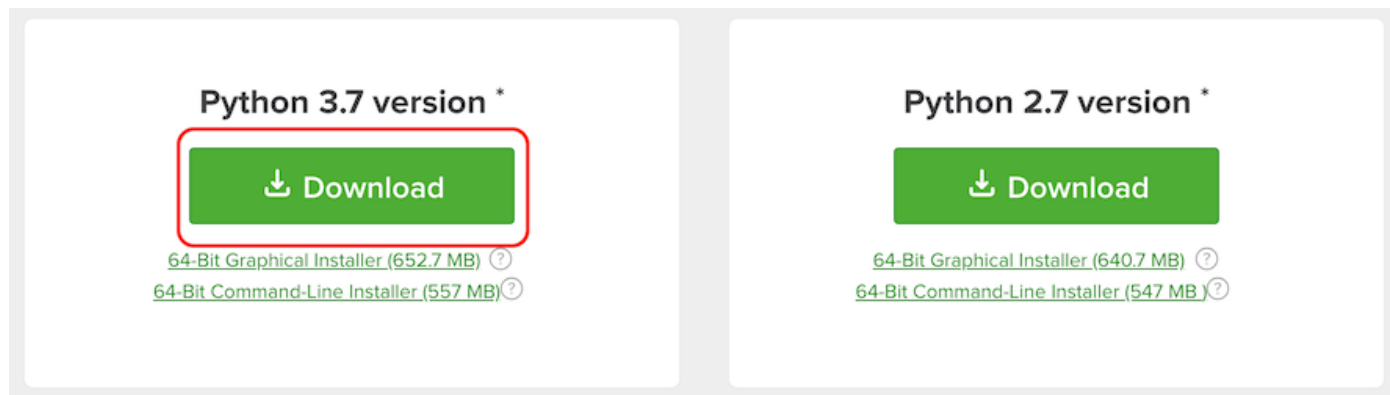 Python 3.7 version *
Download
64-Bit Graphical Installer (652.7 MB) ?
64-Bit Command-Line Installer (557 MB) ?
Python 2.7 version *
Download
64-Bit Graphical Installer (640.7 MB) ?
64-Bit Command-Line Installer (547 MB ) ?